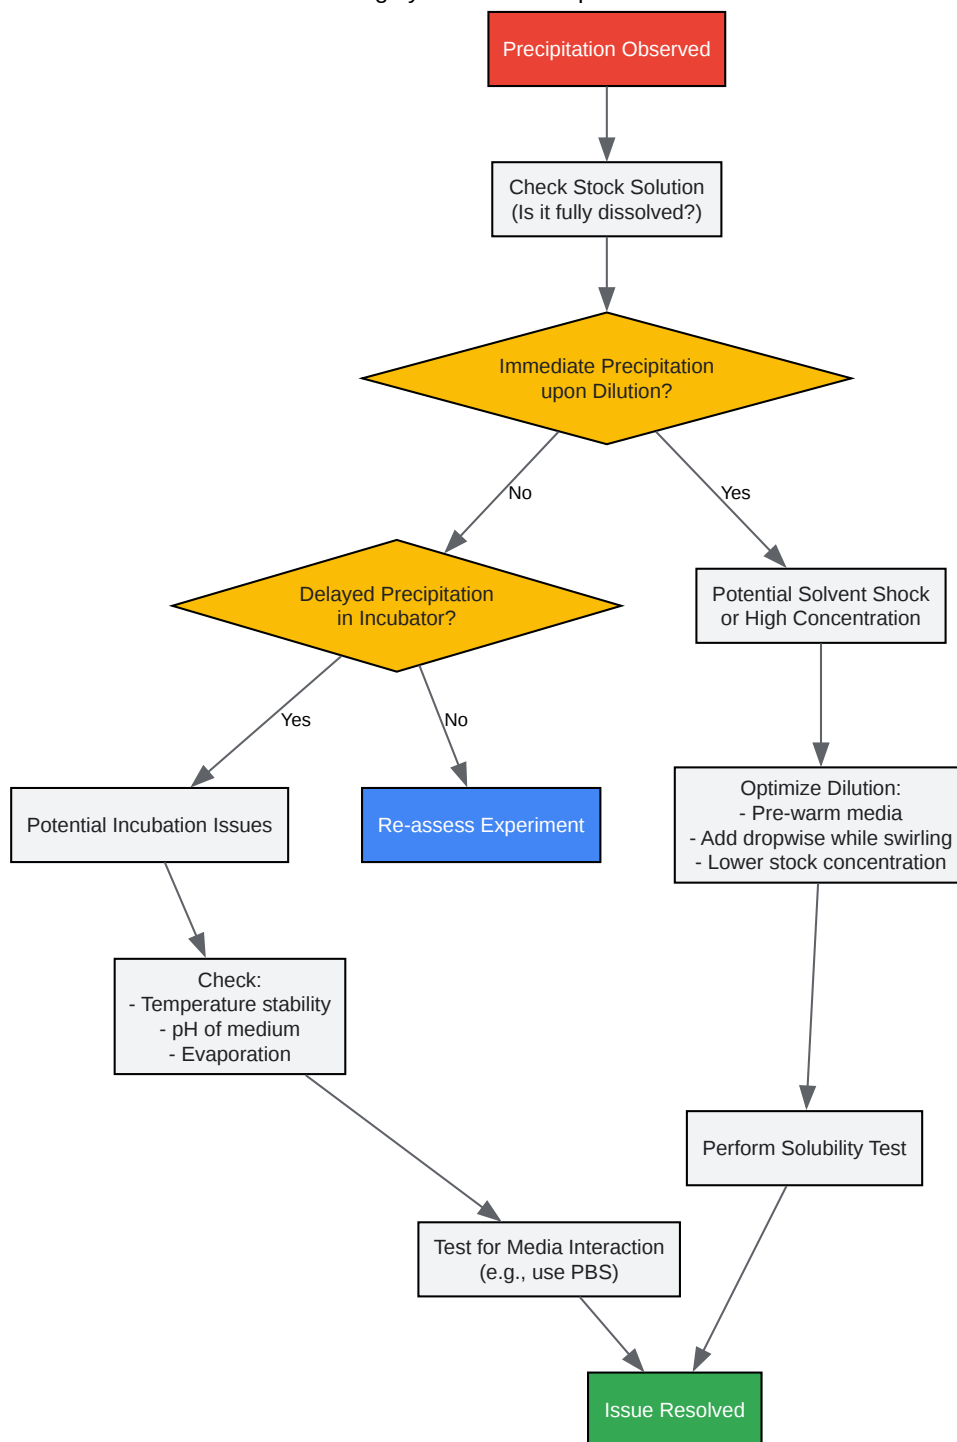 Precipitation Observed
Check Stock Solution
(Is it fully dissolved?)
Immediate Precipitation
upon Dilution?
No
Yes
Delayed Precipitation
in Incubator?
Potential Solvent Shock
or High Concentration
Yes
No
Potential Incubation Issues
Re-assess Experiment
Optimize Dilution:
- Pre-warm media
- Add dropwise while swirling
- Lower stock concentration
Check:
- Temperature stability
- pH of medium
- Evaporation
Perform Solubility Test
Test for Media Interaction
(e.g., use PBS)
Issue Resolved